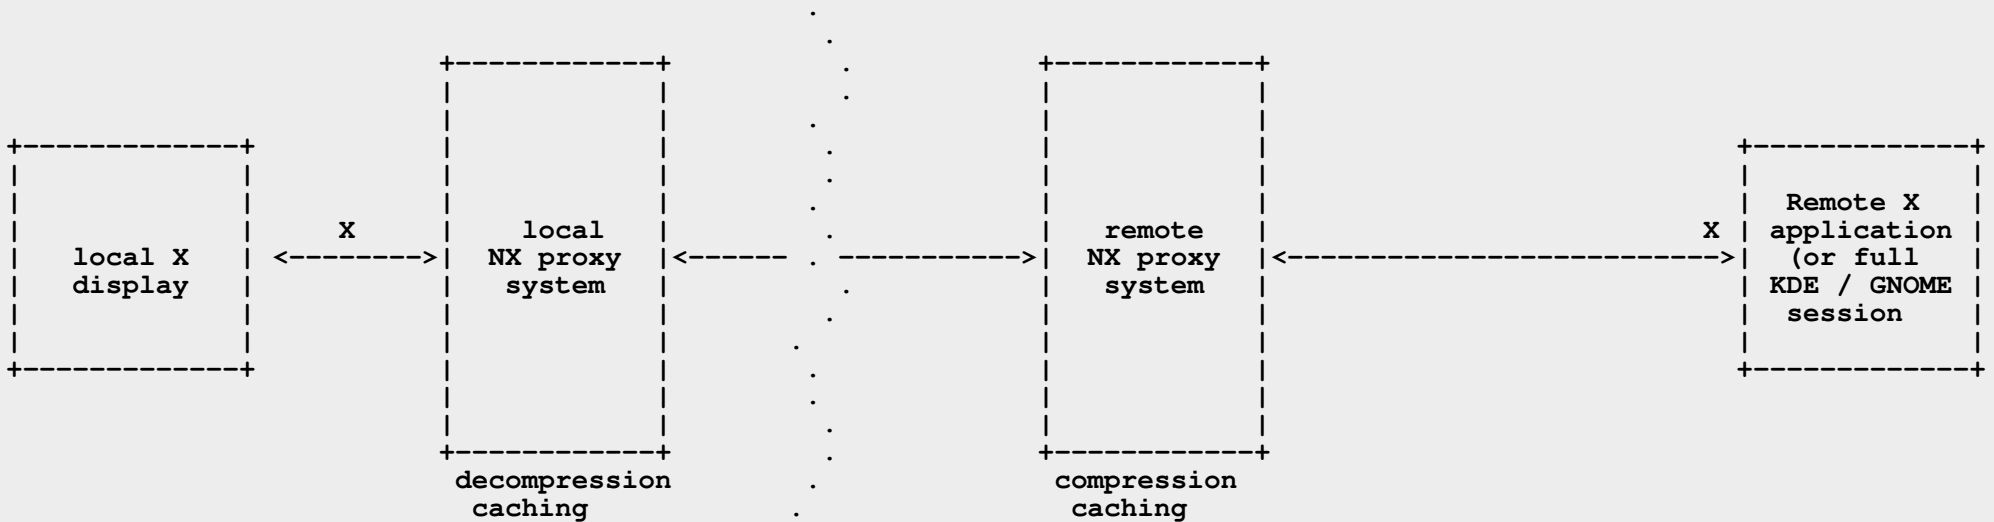 local X
display
X
local
NX proxy
system
decompression
caching
remote
NX proxy
system
compression
caching
X
Remote X
application
(or full
KDE / GNOME
session